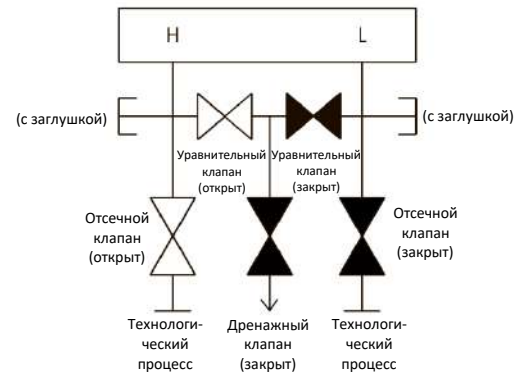 H L
(с заглушкой)
(с заглушкой)
Уравнительный
клапан
(открыт)
Уравнительный
клапан
(закрыт)
Отсечной
клапан
(открыт)
Отсечной
клапан
(закрыт)
Технологи-
ческий
процесс
Дренажный
клапан
(закрыт)
Технологи-
ческий
процесс